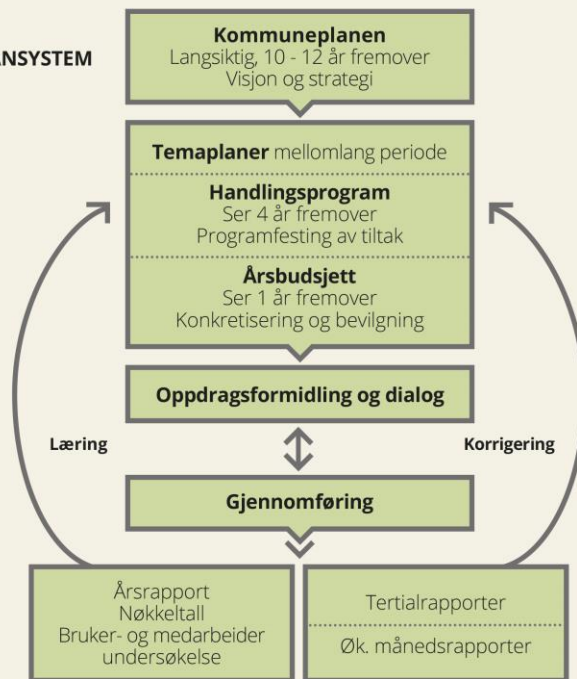 Kommuneplanen
Langsiktig, 10 - 12 år fremover
Visjon og strategi
Temaplaner mellomlang periode
Handlingsprogram
Ser 4 år fremover
Programfesting av tiltak
Årsbudsjett
Ser 1 år fremover
Konkretisering og bevilgning
Oppdragsformidling og dialog
Læring
Korrigering
Gjennomføring
Årsrapport
Nøkkeltall
Bruker- og medarbeider
undersøkelse
Tertialrapporter
Øk. månedsrapporter